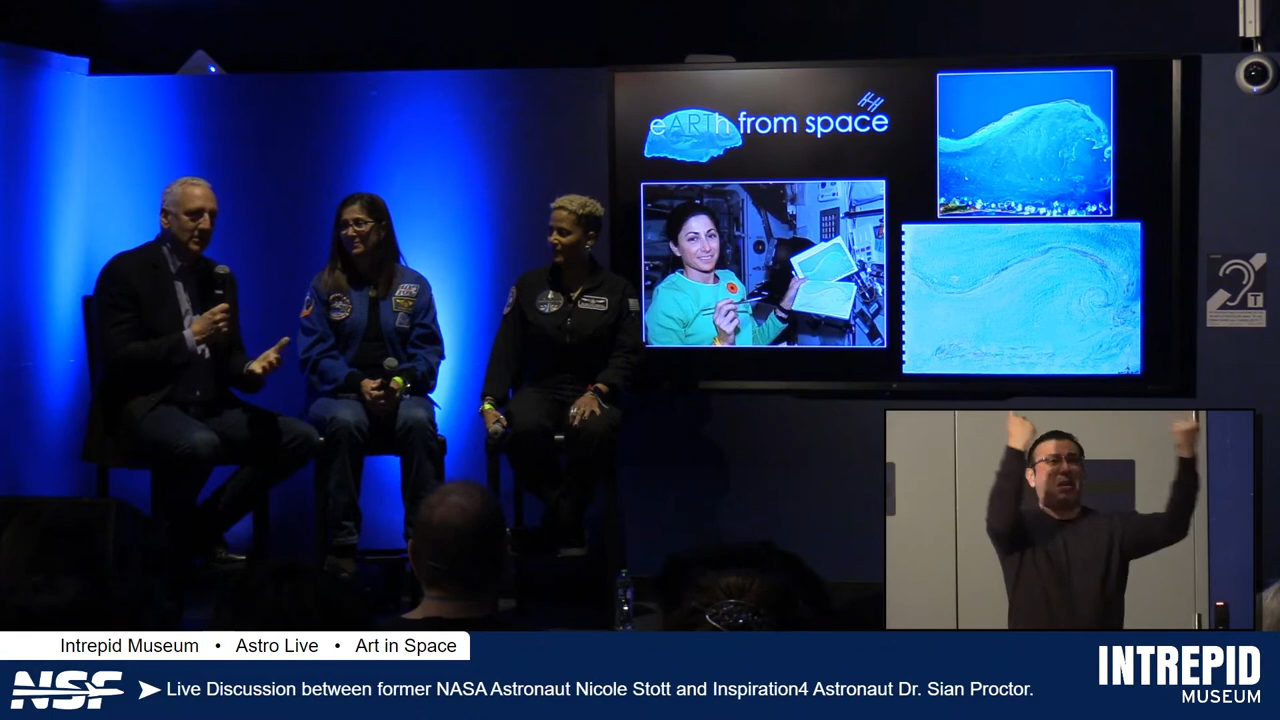 eARTh from space
T
Intrepid Museum • Astro Live • Art in Space
NSF
Live Discussion between former NASA Astronaut Nicole Stott and Inspiration4 Astronaut Dr. Sian Proctor.
INTREPID
MUSEUM